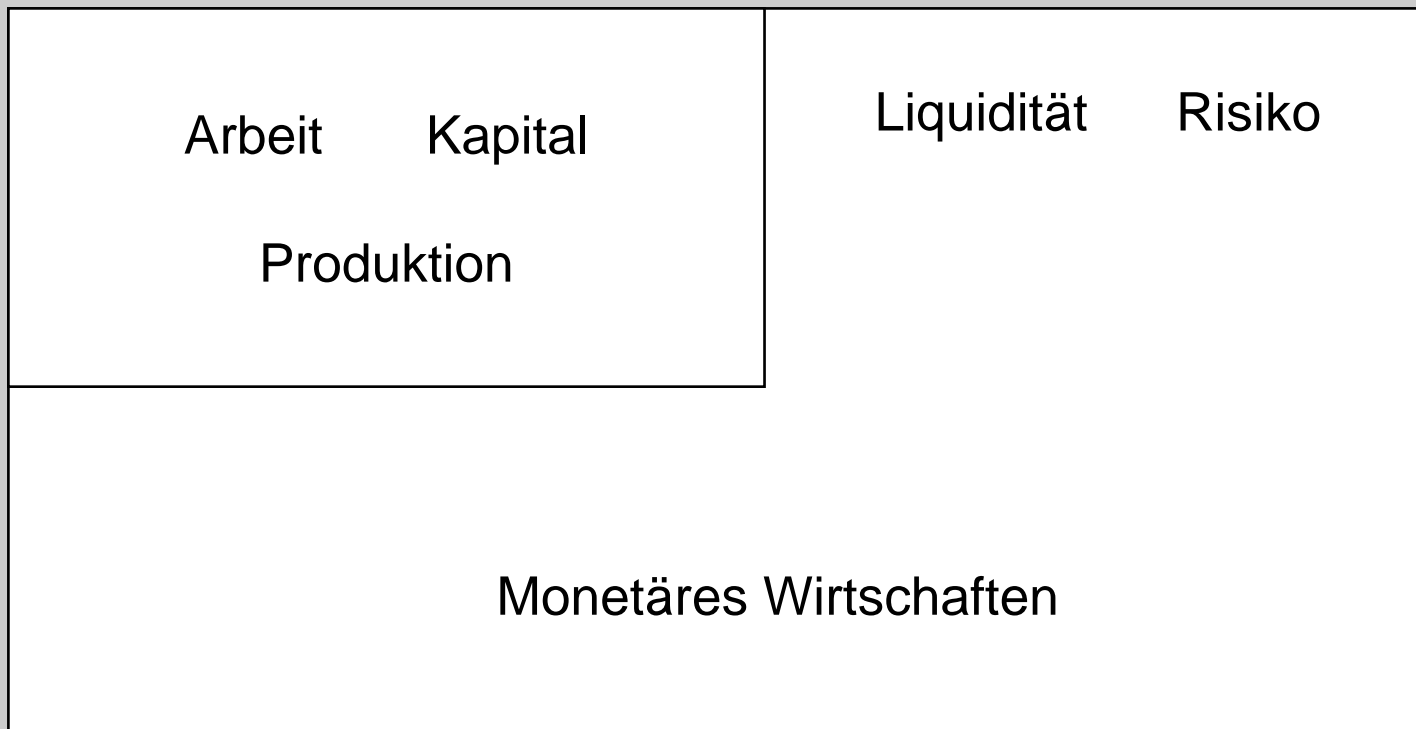 Arbeit Kapital
Produktion
Liquidität Risiko
Monetäres Wirtschaften